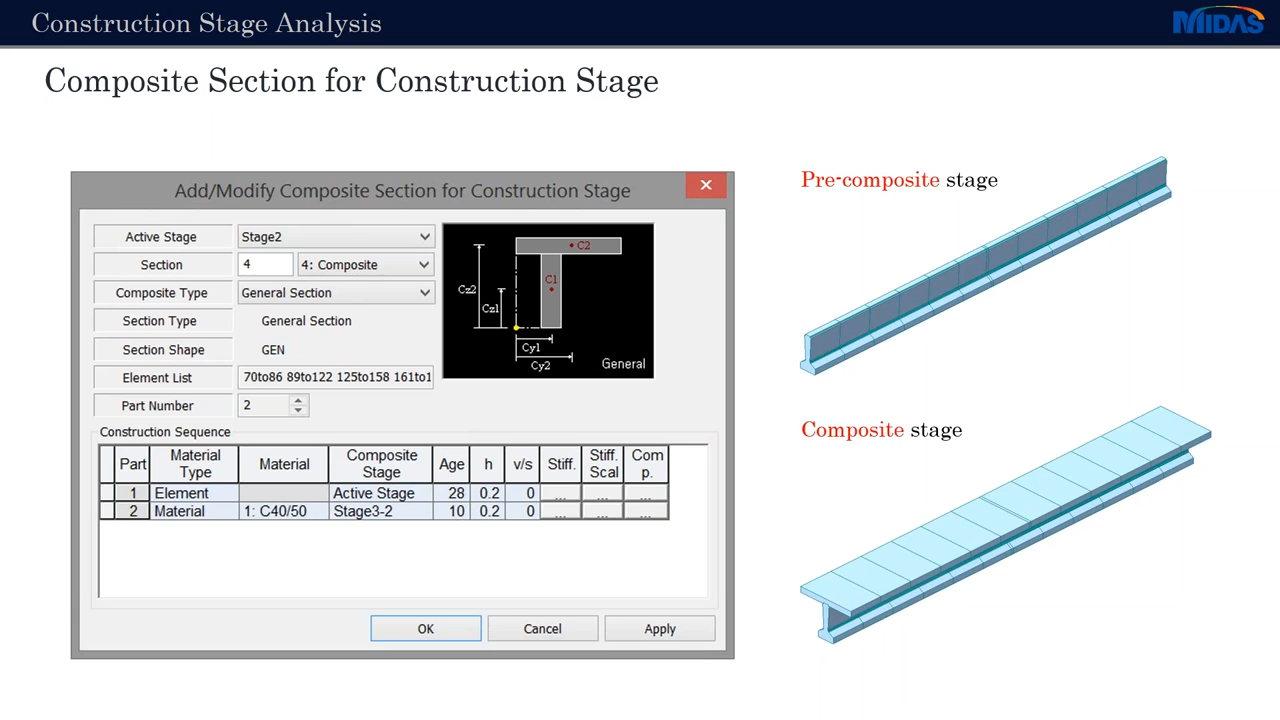 Construction Stage Analysis
MIDAS
Composite Section for Construction Stage
Add/Modify Composite Section for Construction Stage
Active Stage Stage2
Section 4 4: Composite
Composite Type General Section
Section Type General Section
Section Shape GEN
Element List 70to86 89to122 125to158 161to1
Part Number 2
C2
C1
Cz2
Cz1
Cy1
Cy2
General
Construction Sequence
Part Material Type Material Composite Stage Age h v/s Stiff. Stiff. Scal Com p.
1 Element Active Stage 28 0.2 0 ... ... ...
2 Material 1: C40/50 Stage3-2 10 0.2 0 ... ... ...
OK Cancel Apply
Pre-composite stage
Composite stage